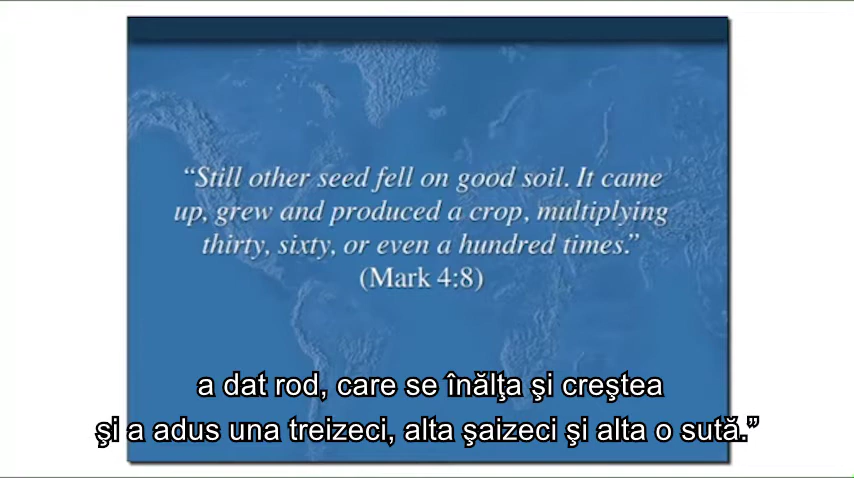 “Still other seed fell on good soil. It came
up, grew and produced a crop, multiplying
thirty, sixty, or even a hundred times.”
(Mark 4:8)
a dat rod, care se înălţa şi creştea
şi a adus una treizeci, alta şaizeci şi alta o sută.”